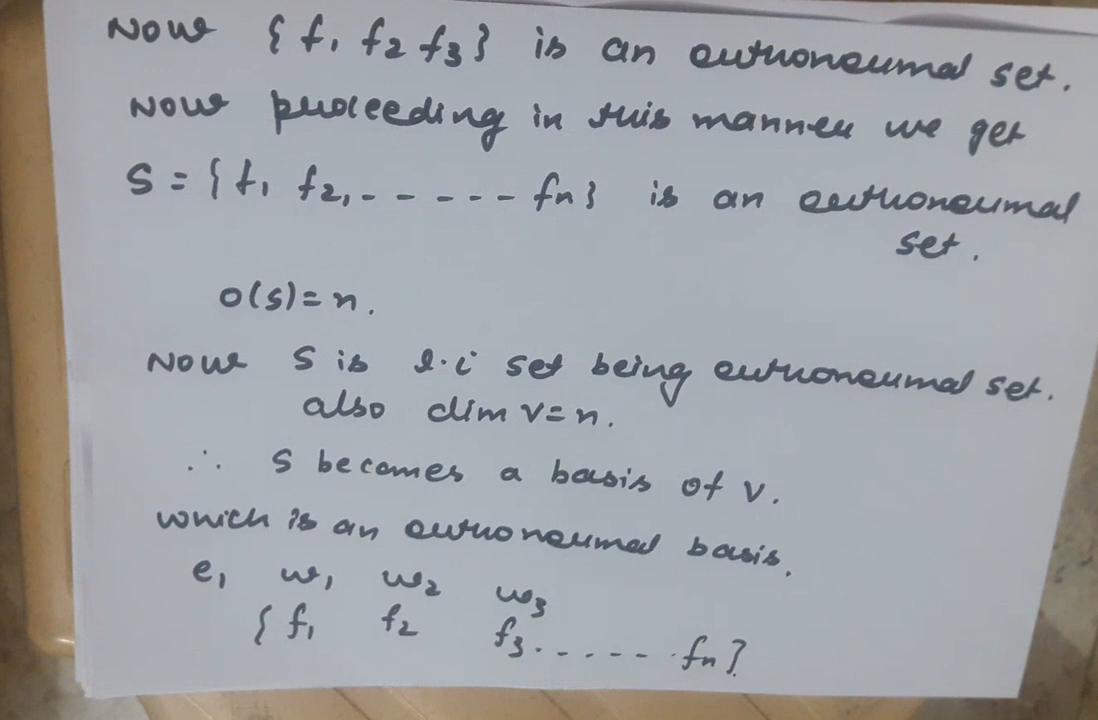 Now {f1 f2 f3} is an orthonormal set.
Now proceeding in this manner we get
S = {f1 f2, - - - - - - fn} is an orthonormal
set.
o(s) = n.
Now S is l.i set being orthonormal set.
also dim V = n.
∴ S becomes a basis of V.
which is an orthonormal basis.
e1 w1 w2 w3
{f1 f2 f3. . - . . - - . fn}.